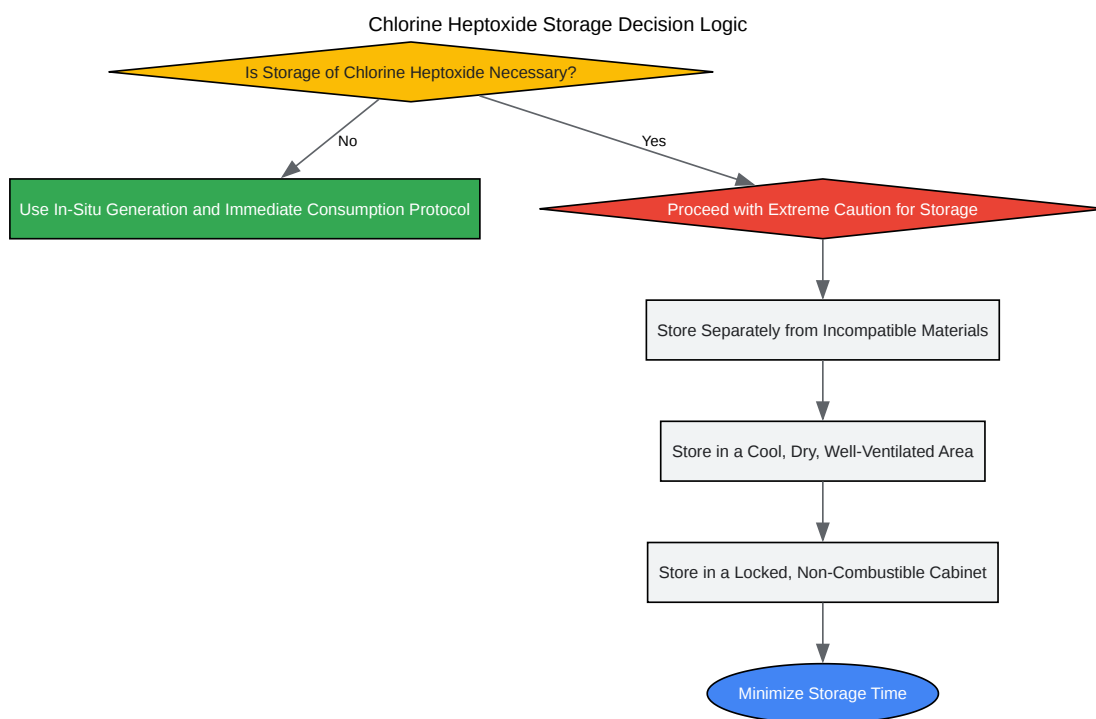 Chlorine Heptoxide Storage Decision Logic
Is Storage of Chlorine Heptoxide Necessary?
No
Yes
Use In-Situ Generation and Immediate Consumption Protocol
Proceed with Extreme Caution for Storage
Store Separately from Incompatible Materials
Store in a Cool, Dry, Well-Ventilated Area
Store in a Locked, Non-Combustible Cabinet
Minimize Storage Time